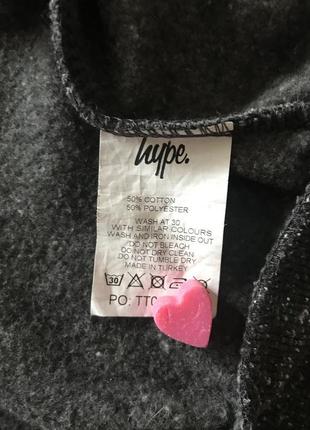 hype.
50% COTTON
50% POLYESTER
WASH AT 30
WITH SIMILAR COLOURS
WASH AND IRON INSIDE OUT
DO NOT BLEACH
DO NOT DRY CLEAN
DO NOT TUMBLE DRY
MADE IN TURKEY
30
PO: